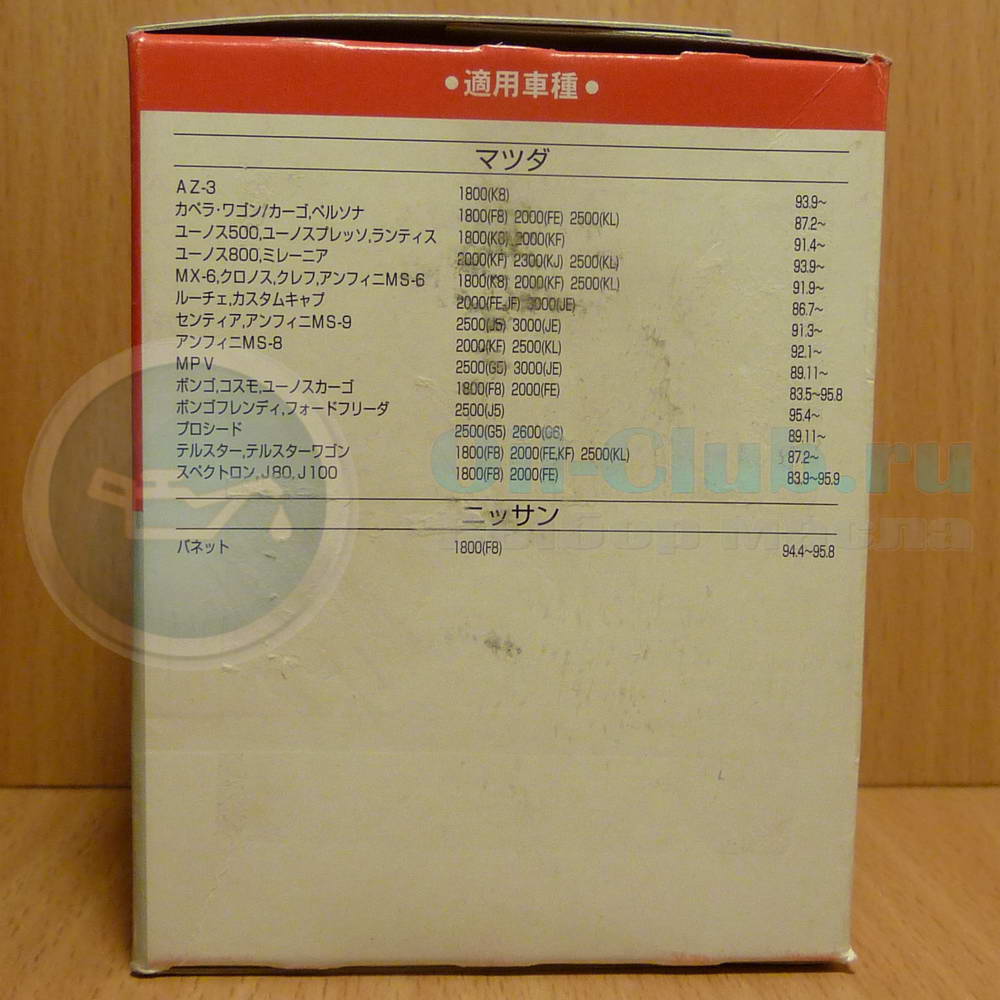 •適用車種•
マツダ
AZ-3 1800(K8) 93.9~
カペラ・ワゴン/カーゴ,ペルソナ 1800(F8) 2000(FE) 2500(KL) 87.2~
ユーノス500,ユーノスプレッソ,ランティス 1800(K8) 2000(KF) 91.4~
ユーノス800,ミレーニア 2000(KF) 2300(KJ) 2500(KL) 93.9~
MX-6,クロノス,クレフ,アンフィニMS-6 1800(K8) 2000(KF) 2500(KL) 91.9~
ルーチェ,カスタムキャブ 2000(FE,JF) 3000(JE) 86.7~
センティア,アンフィニMS-9 2500(J5) 3000(JE) 91.3~
アンフィニMS-8 2000(KF) 2500(KL) 92.1~
MPV 2500(G5) 3000(JE) 89.11~
ボンゴ,コスモ,ユーノスカーゴ 1800(F8) 2000(FE) 83.5~95.8
ボンゴフレンディ,フォードフリーダ 2500(J5) 95.4~
プロシード 2500(G5) 2600(G6) 89.11~
テルスター,テルスターワゴン 1800(F8) 2000(FE,KF) 2500(KL) 87.2~
スペクトロン,J80,J100 1800(F8) 2000(FE) 83.9~95.9
ニッサン
バネット 1800(F8) 94.4~95.8
Oil-Club.ru